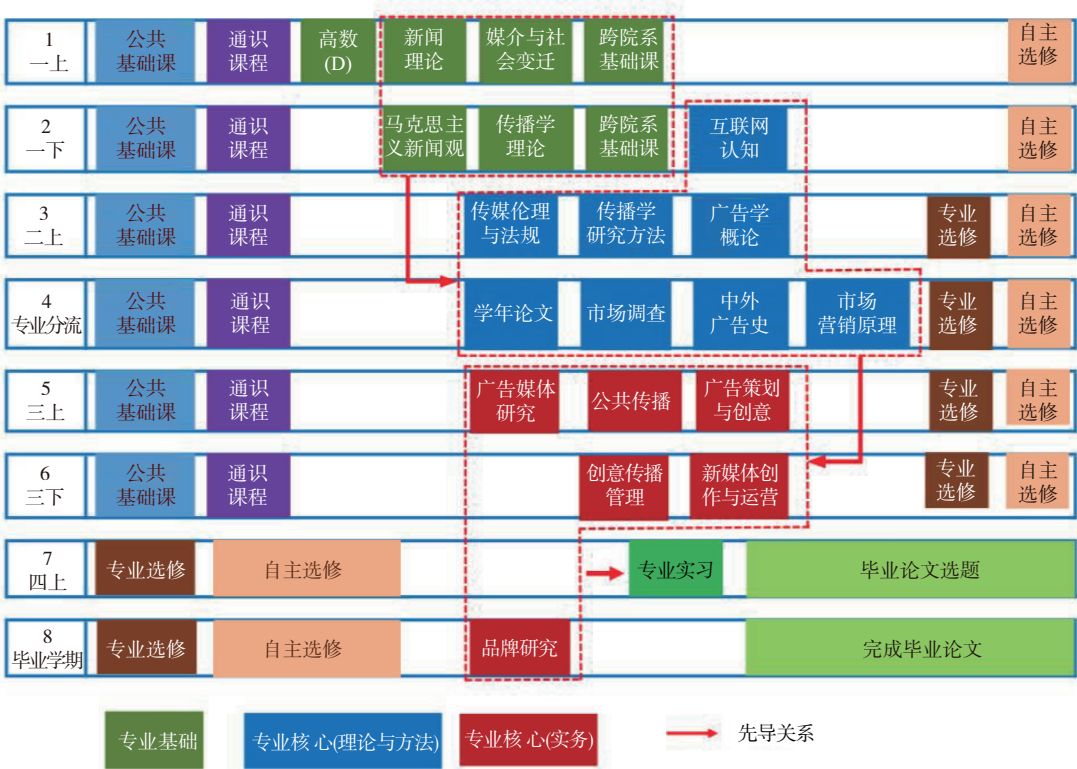 1
一上
公共
基础课
通识
课程
高数
(D)
新闻
理论
媒介与社
会变迁
跨院系
基础课
自主
选修
2
一下
公共
基础课
通识
课程
马克思主
义新闻观
传播学
理论
跨院系
基础课
互联网
认知
自主
选修
3
二上
公共
基础课
通识
课程
传媒伦理
与法规
传播学
研究方法
广告学
概论
专业
选修
自主
选修
4
专业分流
公共
基础课
通识
课程
学年论文
市场调查
中外
广告史
市场
营销原理
专业
选修
自主
选修
5
三上
公共
基础课
通识
课程
广告媒体
研究
公共传播
广告策划
与创意
专业
选修
自主
选修
6
三下
公共
基础课
通识
课程
创意传播
管理
新媒体创
作与运营
专业
选修
自主
选修
7
四上
专业选修
自主选修
专业实习
毕业论文选题
8
毕业学期
专业选修
自主选修
品牌研究
完成毕业论文
专业基础
专业核 心(理论与方法)
专业核 心(实务)
先导关系